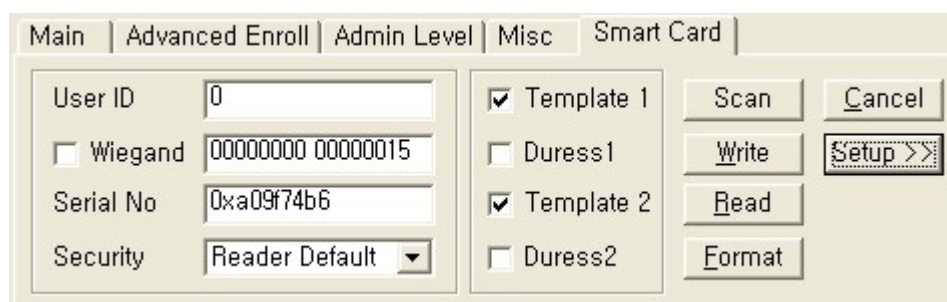 Main Advanced Enroll Admin Level Misc Smart Card
User ID 0 Template 1 Scan Cancel
Wiegand 00000000 00000015 Duress1 Write Setup >>
Serial No 0xa09f74b6 Template 2 Read
Security Reader Default Duress2 Format